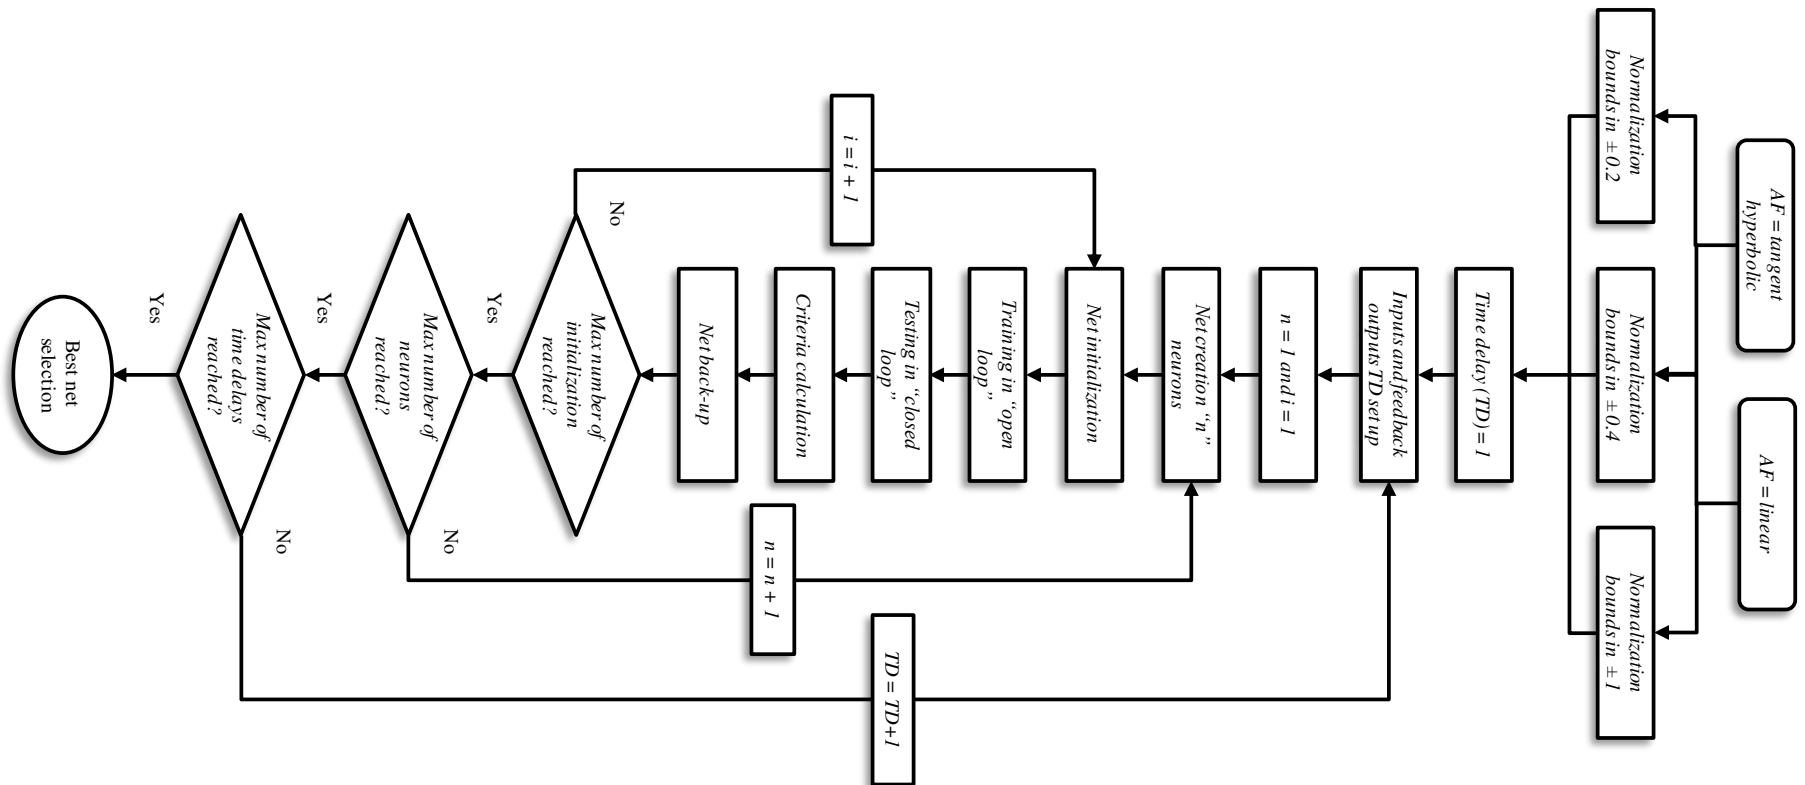 AF = tangent
hyperbolic
AF = linear
Normalization
bounds in ±0.2
Normalization
bounds in ±0.4
Normalization
bounds in ±1
Time delay (TD) = 1
Inputs and feedback
outputs TD set up
n = 1 and i = 1
Net creation “n”
neurons
Net initialization
Training in “open
loop”
Testing in “closed
loop”
Criteria calculation
Net back-up
i = i + 1
No
Max number of
initialization
reached?
Yes
n = n + 1
No
Max number of
neurons
reached?
Yes
TD = TD+1
No
Max number of
time delays
reached?
Yes
Best net
selection